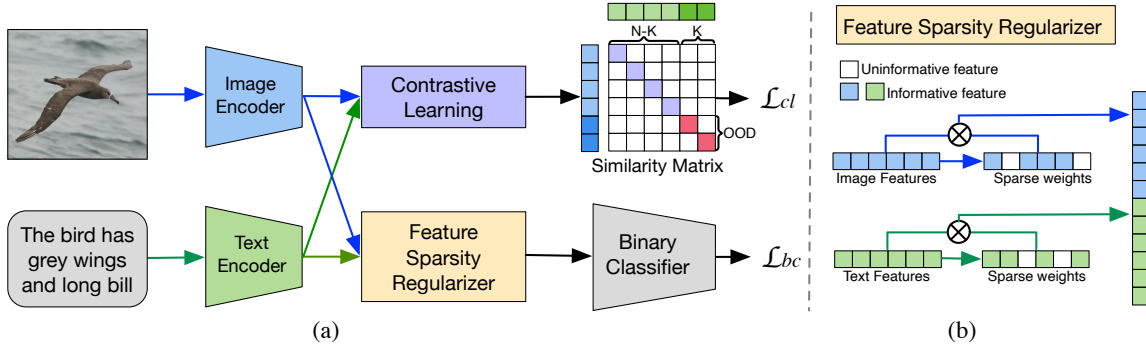 N-K
K
Image
Encoder
Contrastive
Learning
OOD
Similarity Matrix
ℒcl
The bird has
grey wings
and long bill
Text
Encoder
Feature
Sparsity
Regularizer
Binary
Classifier
ℒbc
(a)
Feature Sparsity Regularizer
Uninformative feature
Informative feature
Image Features
Sparse weights
Text Features
Sparse weights
(b)